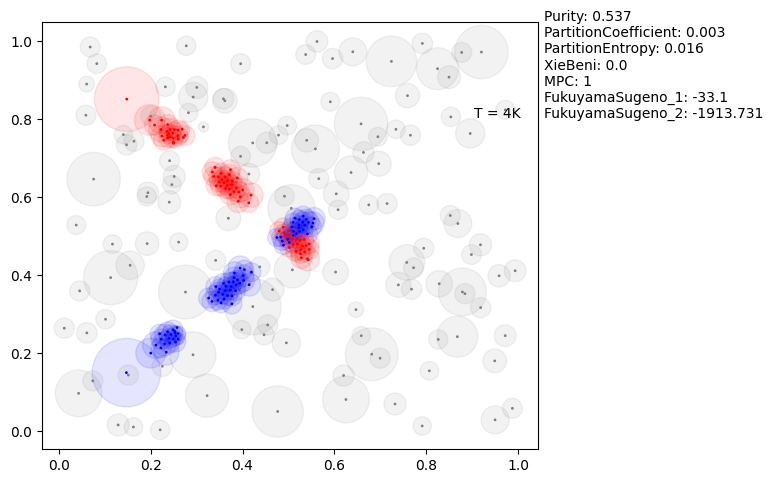 Purity: 0.537
PartitionCoefficient: 0.003
PartitionEntropy: 0.016
XieBeni: 0.0
MPC: 1
FukuyamaSugeno_1: -33.1
FukuyamaSugeno_2: -1913.731
T = 4K
1.0
0.8
0.6
0.4
0.2
0.0
0.0 0.2 0.4 0.6 0.8 1.0